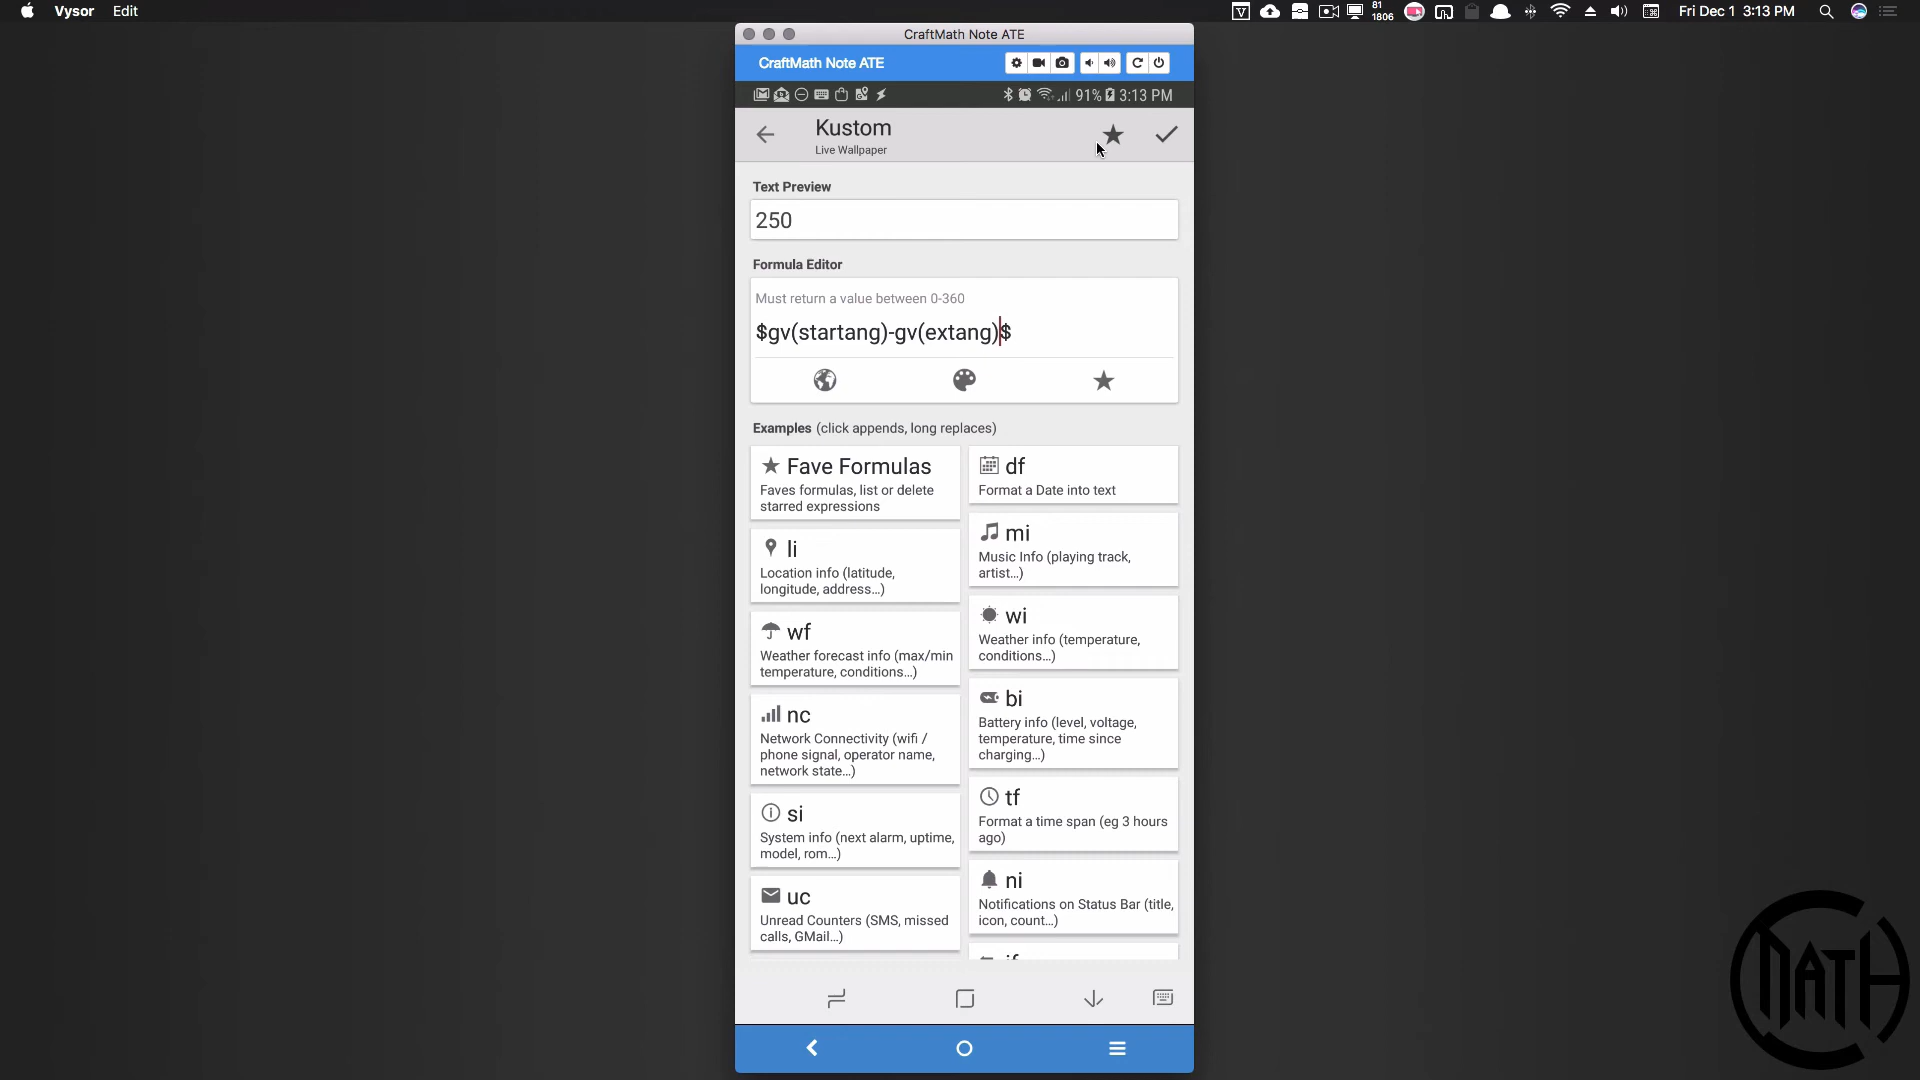 Vysor Edit
81
1806
Fri Dec 1 3:13 PM
CraftMath Note ATE
CraftMath Note ATE
91% 3:13 PM
Kustom
Live Wallpaper
Text Preview
250
Formula Editor
Must return a value between 0-360
$gv(startang)-gv(extang)$
Examples (click appends, long replaces)
Fave Formulas
Faves formulas, list or delete
starred expressions
df
Format a Date into text
li
Location info (latitude,
longitude, address...)
mi
Music Info (playing track,
artist...)
wf
Weather forecast info (max/min
temperature, conditions...)
wi
Weather info (temperature,
conditions...)
nc
Network Connectivity (wifi /
phone signal, operator name,
network state...)
bi
Battery info (level, voltage,
temperature, time since
charging...)
si
System info (next alarm, uptime,
model, rom...)
tf
Format a time span (eg 3 hours
ago)
uc
Unread Counters (SMS, missed
calls, GMail...)
ni
Notifications on Status Bar (title,
icon, count...)
MATH